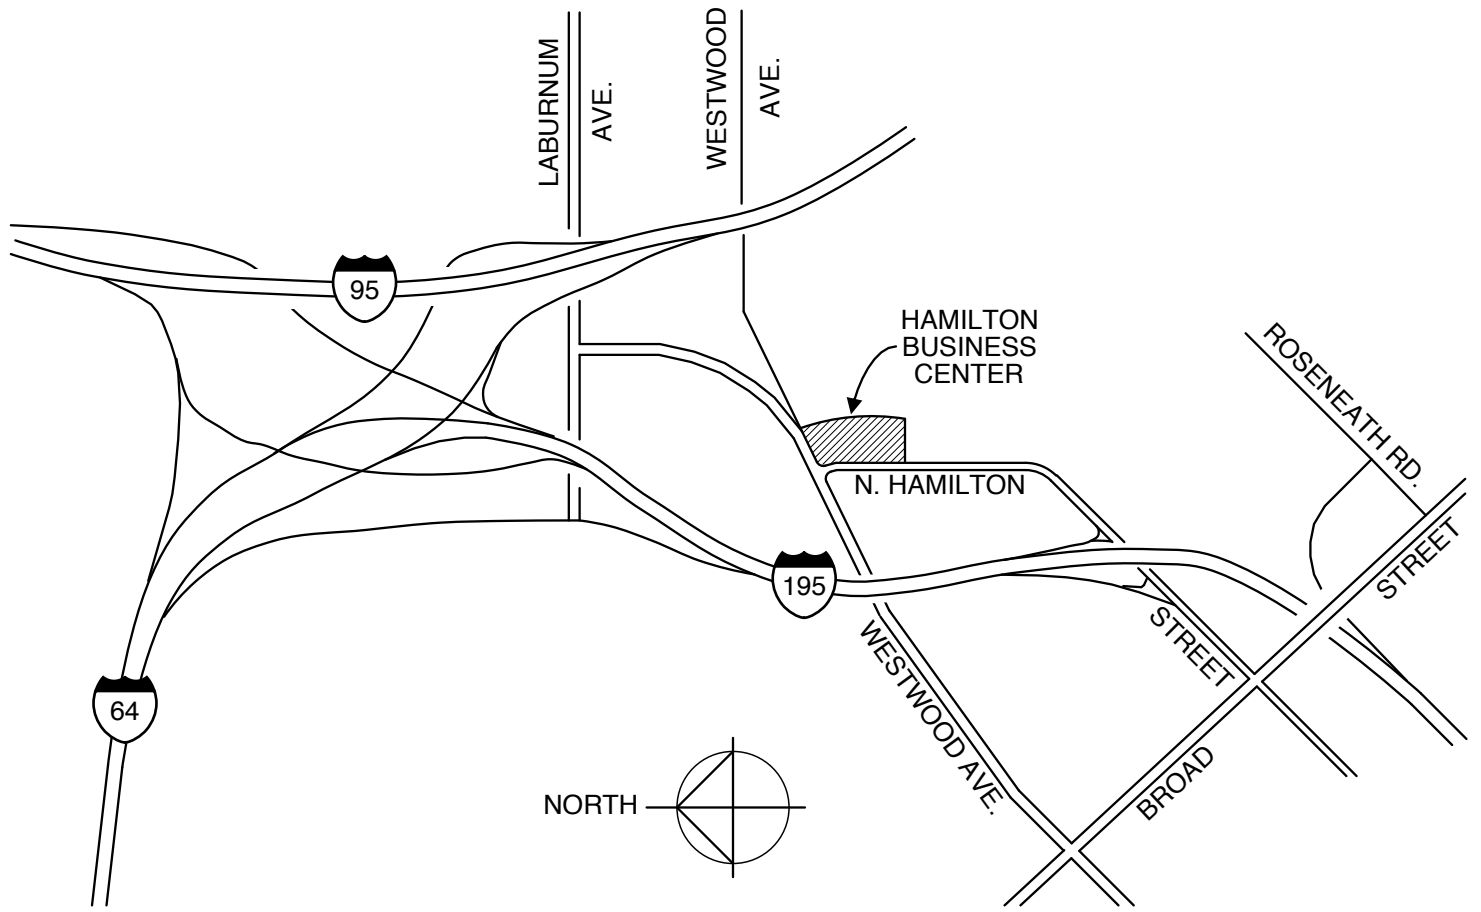 LABURNUM
AVE.
WESTWOOD
AVE.
95
HAMILTON
BUSINESS
CENTER
ROSENEATH RD.
N. HAMILTON
STREET
195
STREET
WESTWOOD AVE.
64
BROAD
NORTH